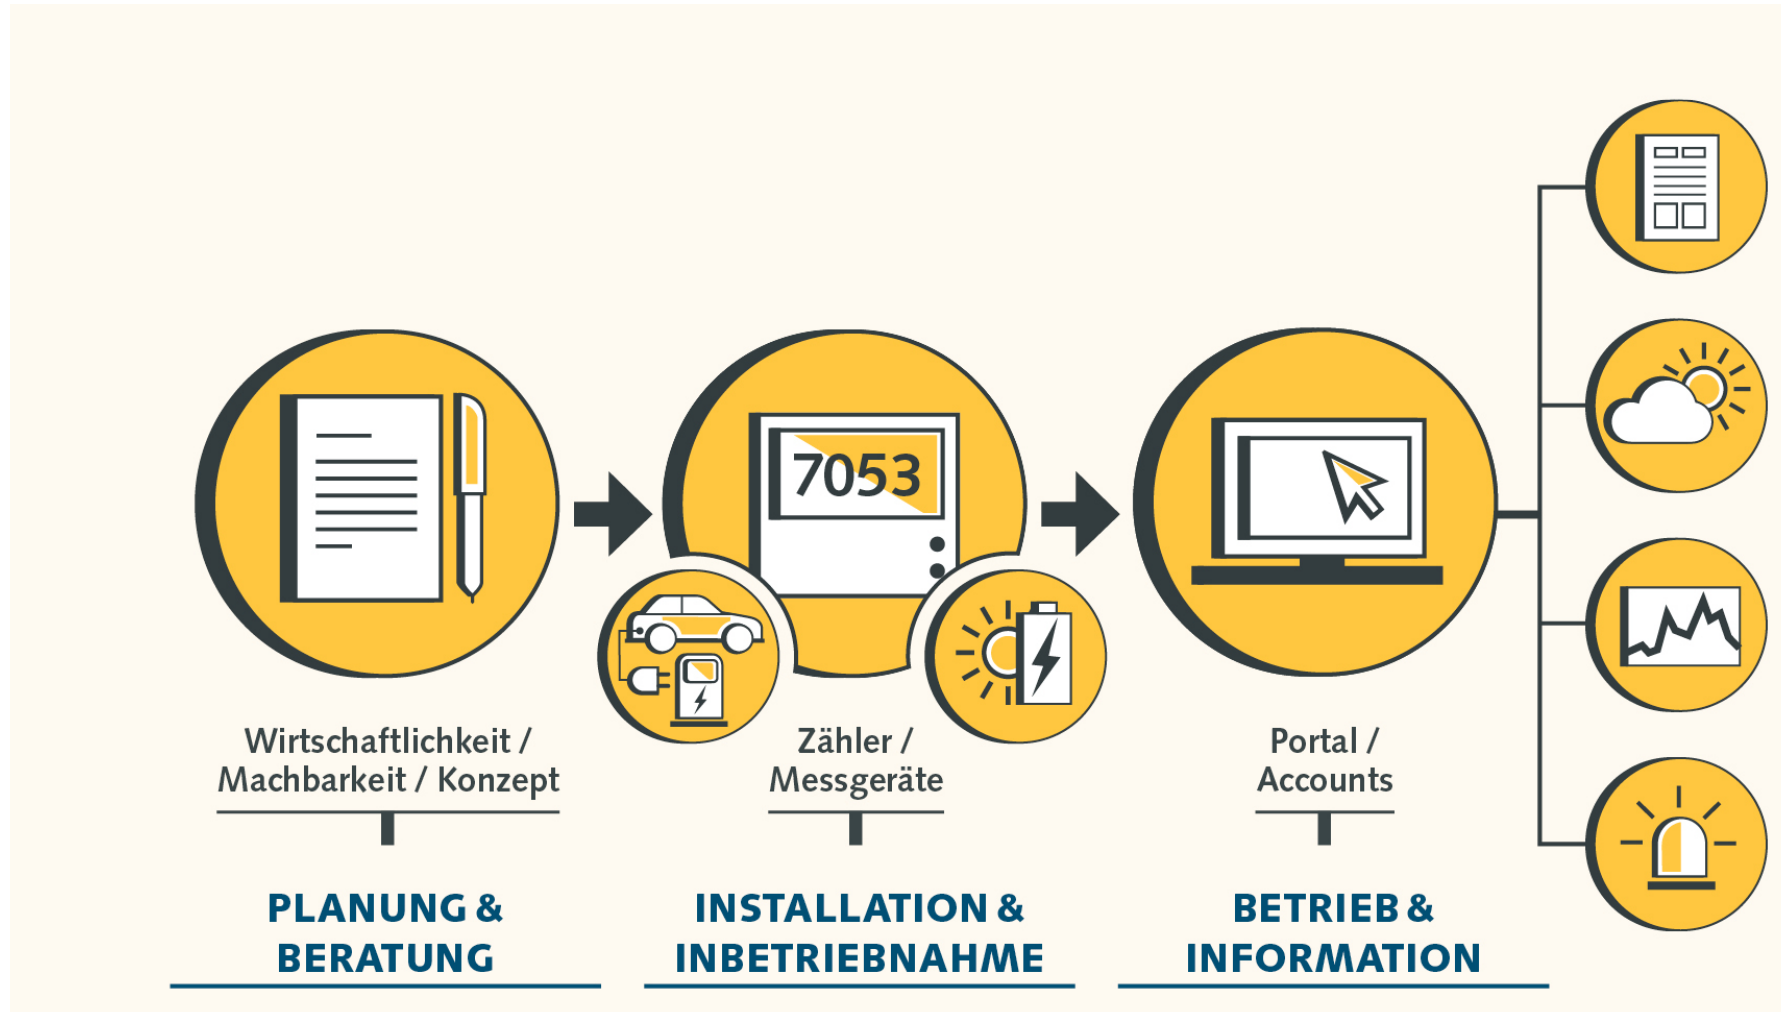 7053
Wirtschaftlichkeit /
Machbarkeit / Konzept
Zähler /
Messgeräte
Portal /
Accounts
PLANUNG &
BERATUNG
INSTALLATION &
INBETRIEBNAHME
BETRIEB &
INFORMATION